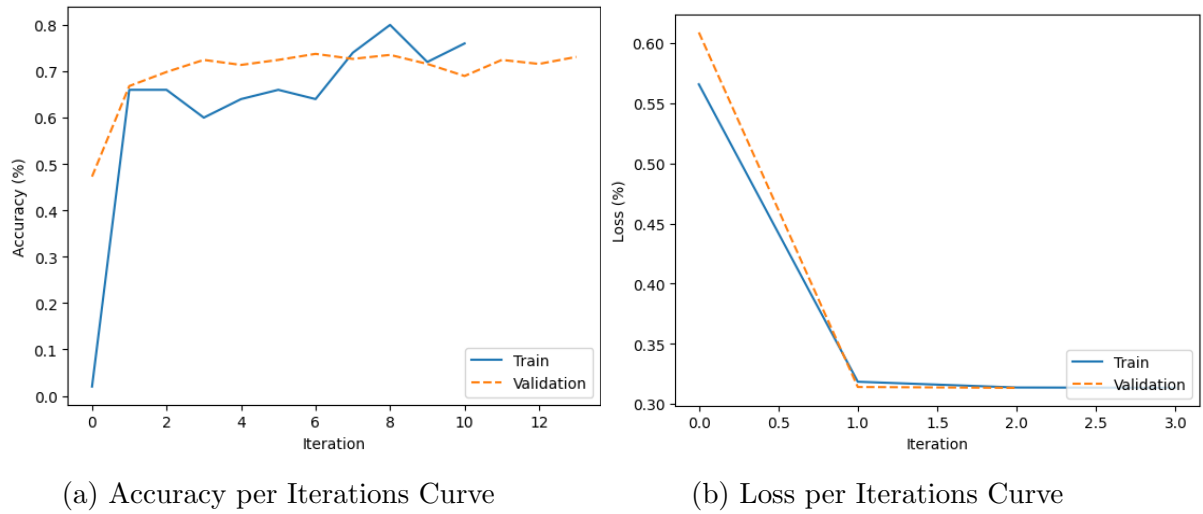 0.8
0.7
0.6
0.5
0.4
0.3
0.2
0.1
0.0
Accuracy (%)
0 2 4 6 8 10 12
Iteration
Train
Validation
(a) Accuracy per Iterations Curve
0.60
0.55
0.50
0.45
0.40
0.35
0.30
Loss (%)
0.0 0.5 1.0 1.5 2.0 2.5 3.0
Iteration
Train
Validation
(b) Loss per Iterations Curve